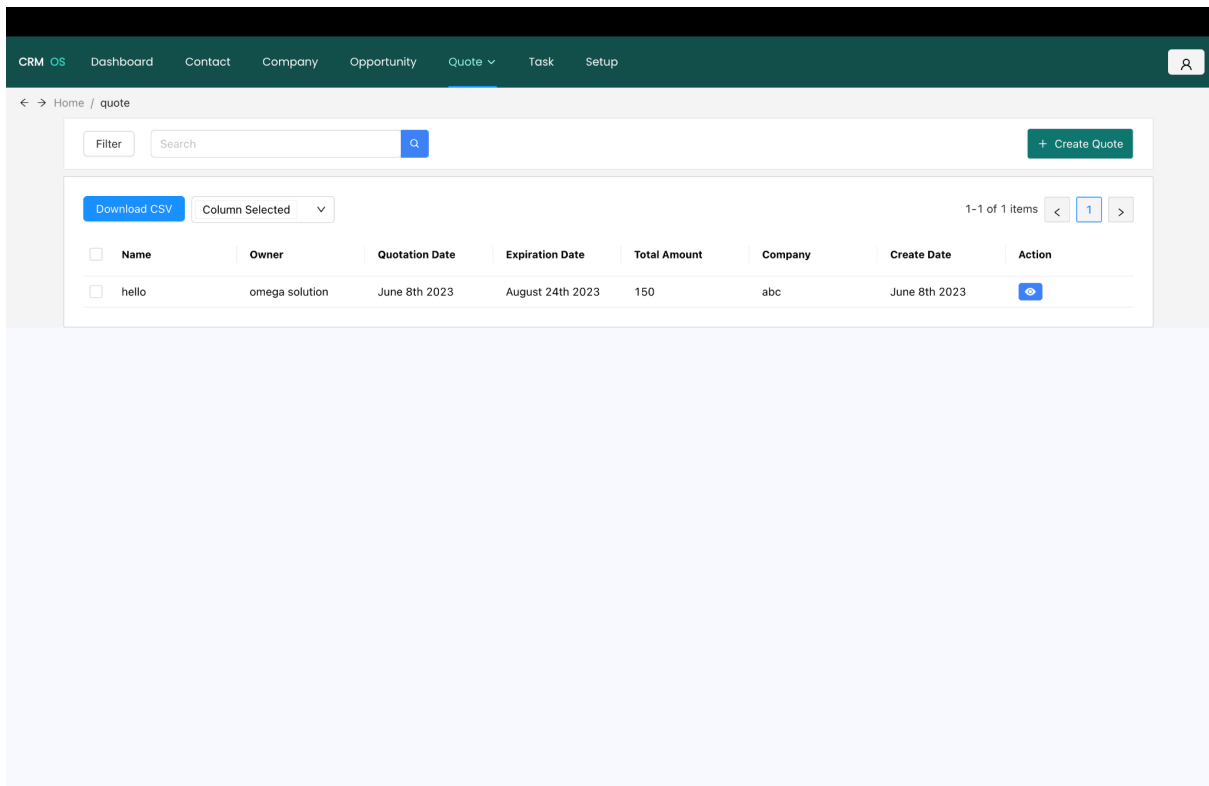 CRM OS Dashboard Contact Company Opportunity Quote Task Setup
Home / quote
Filter Search + Create Quote
Download CSV Column Selected 1-1 of 1 items < 1 >
Name Owner Quotation Date Expiration Date Total Amount Company Create Date Action
hello omega solution June 8th 2023 August 24th 2023 150 abc June 8th 2023